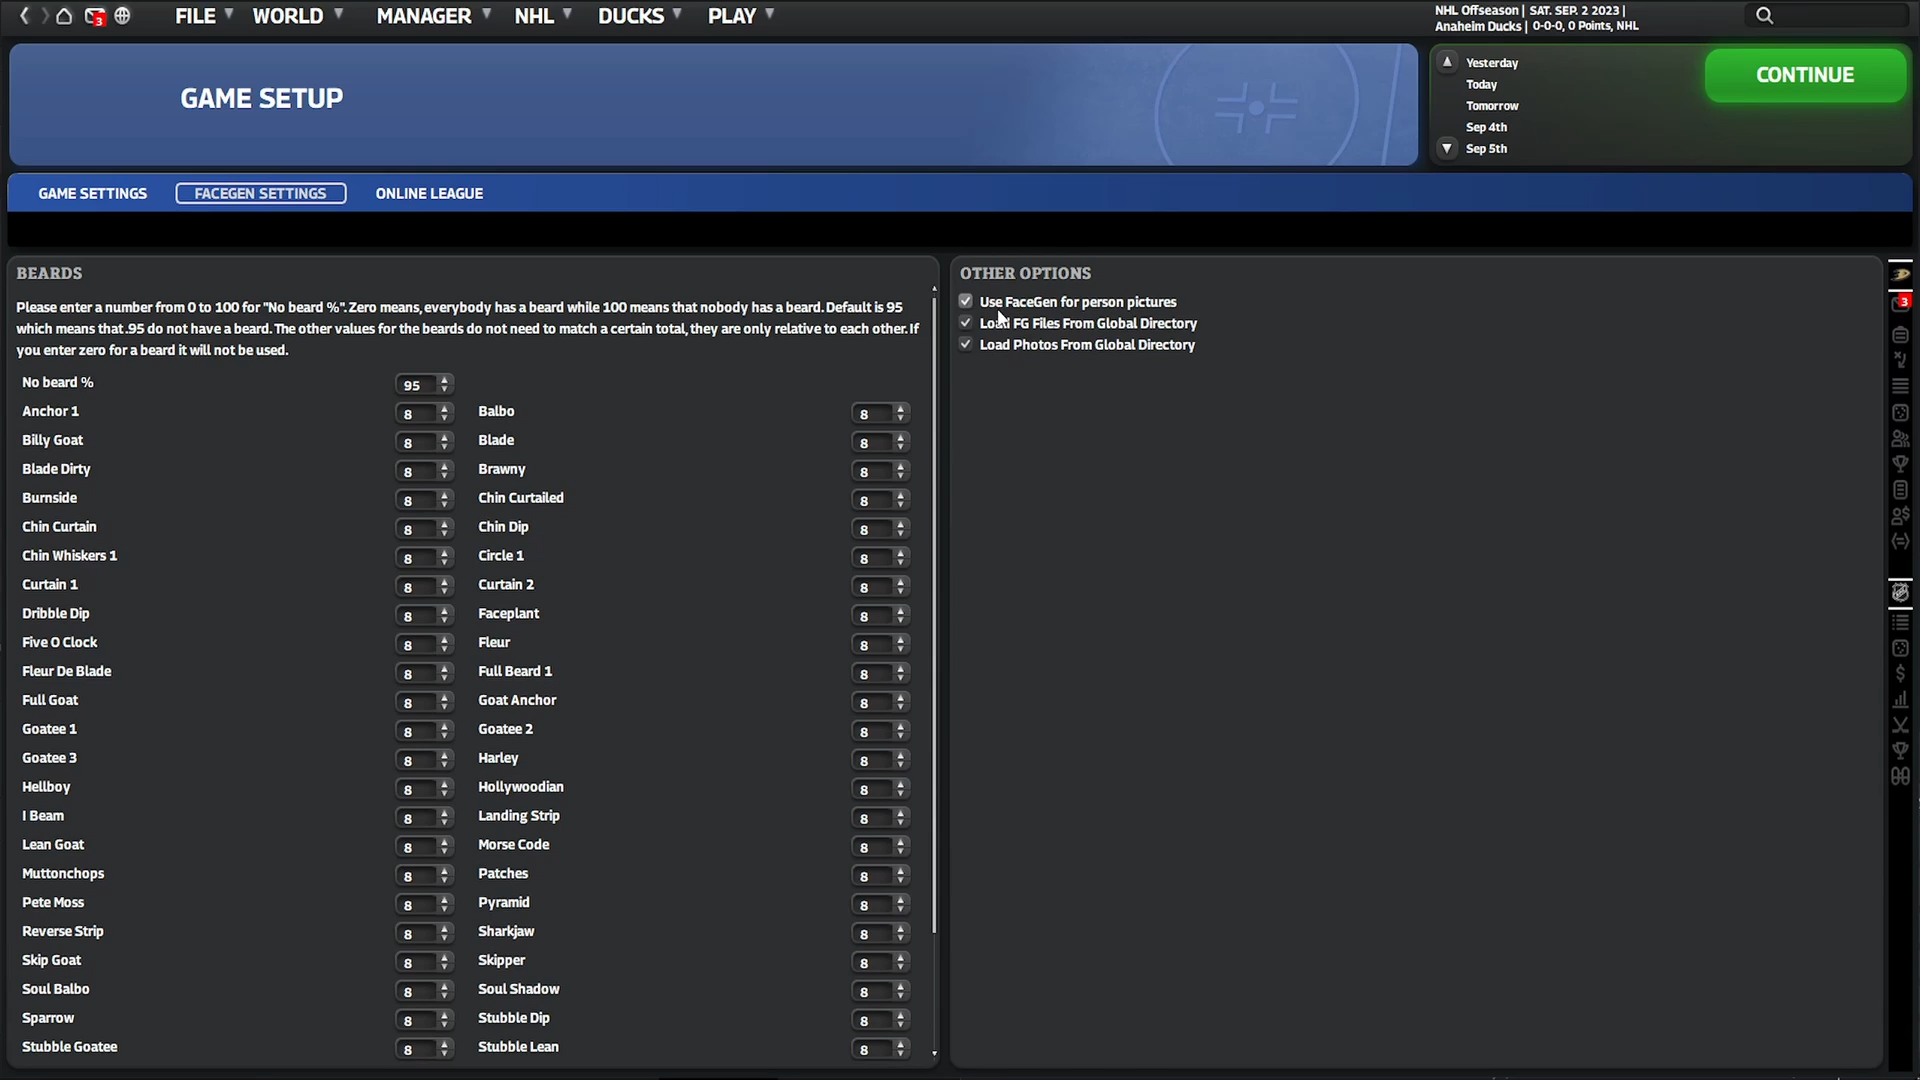 3
FILE
WORLD
MANAGER
NHL
DUCKS
PLAY
NHL Offseason | SAT. SEP. 2 2023 |
Anaheim Ducks | 0-0-0, 0 Points, NHL
GAME SETUP
Yesterday
Today
Tomorrow
Sep 4th
Sep 5th
CONTINUE
GAME SETTINGS
FACEGEN SETTINGS
ONLINE LEAGUE
BEARDS
Please enter a number from 0 to 100 for "No beard %". Zero means, everybody has a beard while 100 means that nobody has a beard. Default is 95
which means that .95 do not have a beard. The other values for the beards do not need to match a certain total, they are only relative to each other. If
you enter zero for a beard it will not be used.
No beard % 95
Anchor 1 8 Balbo 8
Billy Goat 8 Blade 8
Blade Dirty 8 Brawny 8
Burnside 8 Chin Curtailed 8
Chin Curtain 8 Chin Dip 8
Chin Whiskers 1 8 Circle 1 8
Curtain 1 8 Curtain 2 8
Dribble Dip 8 Faceplant 8
Five O Clock 8 Fleur 8
Fleur De Blade 8 Full Beard 1 8
Full Goat 8 Goat Anchor 8
Goatee 1 8 Goatee 2 8
Goatee 3 8 Harley 8
Hellboy 8 Hollywoodian 8
I Beam 8 Landing Strip 8
Lean Goat 8 Morse Code 8
Muttonchops 8 Patches 8
Pete Moss 8 Pyramid 8
Reverse Strip 8 Sharkjaw 8
Skip Goat 8 Skipper 8
Soul Balbo 8 Soul Shadow 8
Sparrow 8 Stubble Dip 8
Stubble Goatee 8 Stubble Lean 8
OTHER OPTIONS
Use FaceGen for person pictures
Load FG Files From Global Directory
Load Photos From Global Directory
3